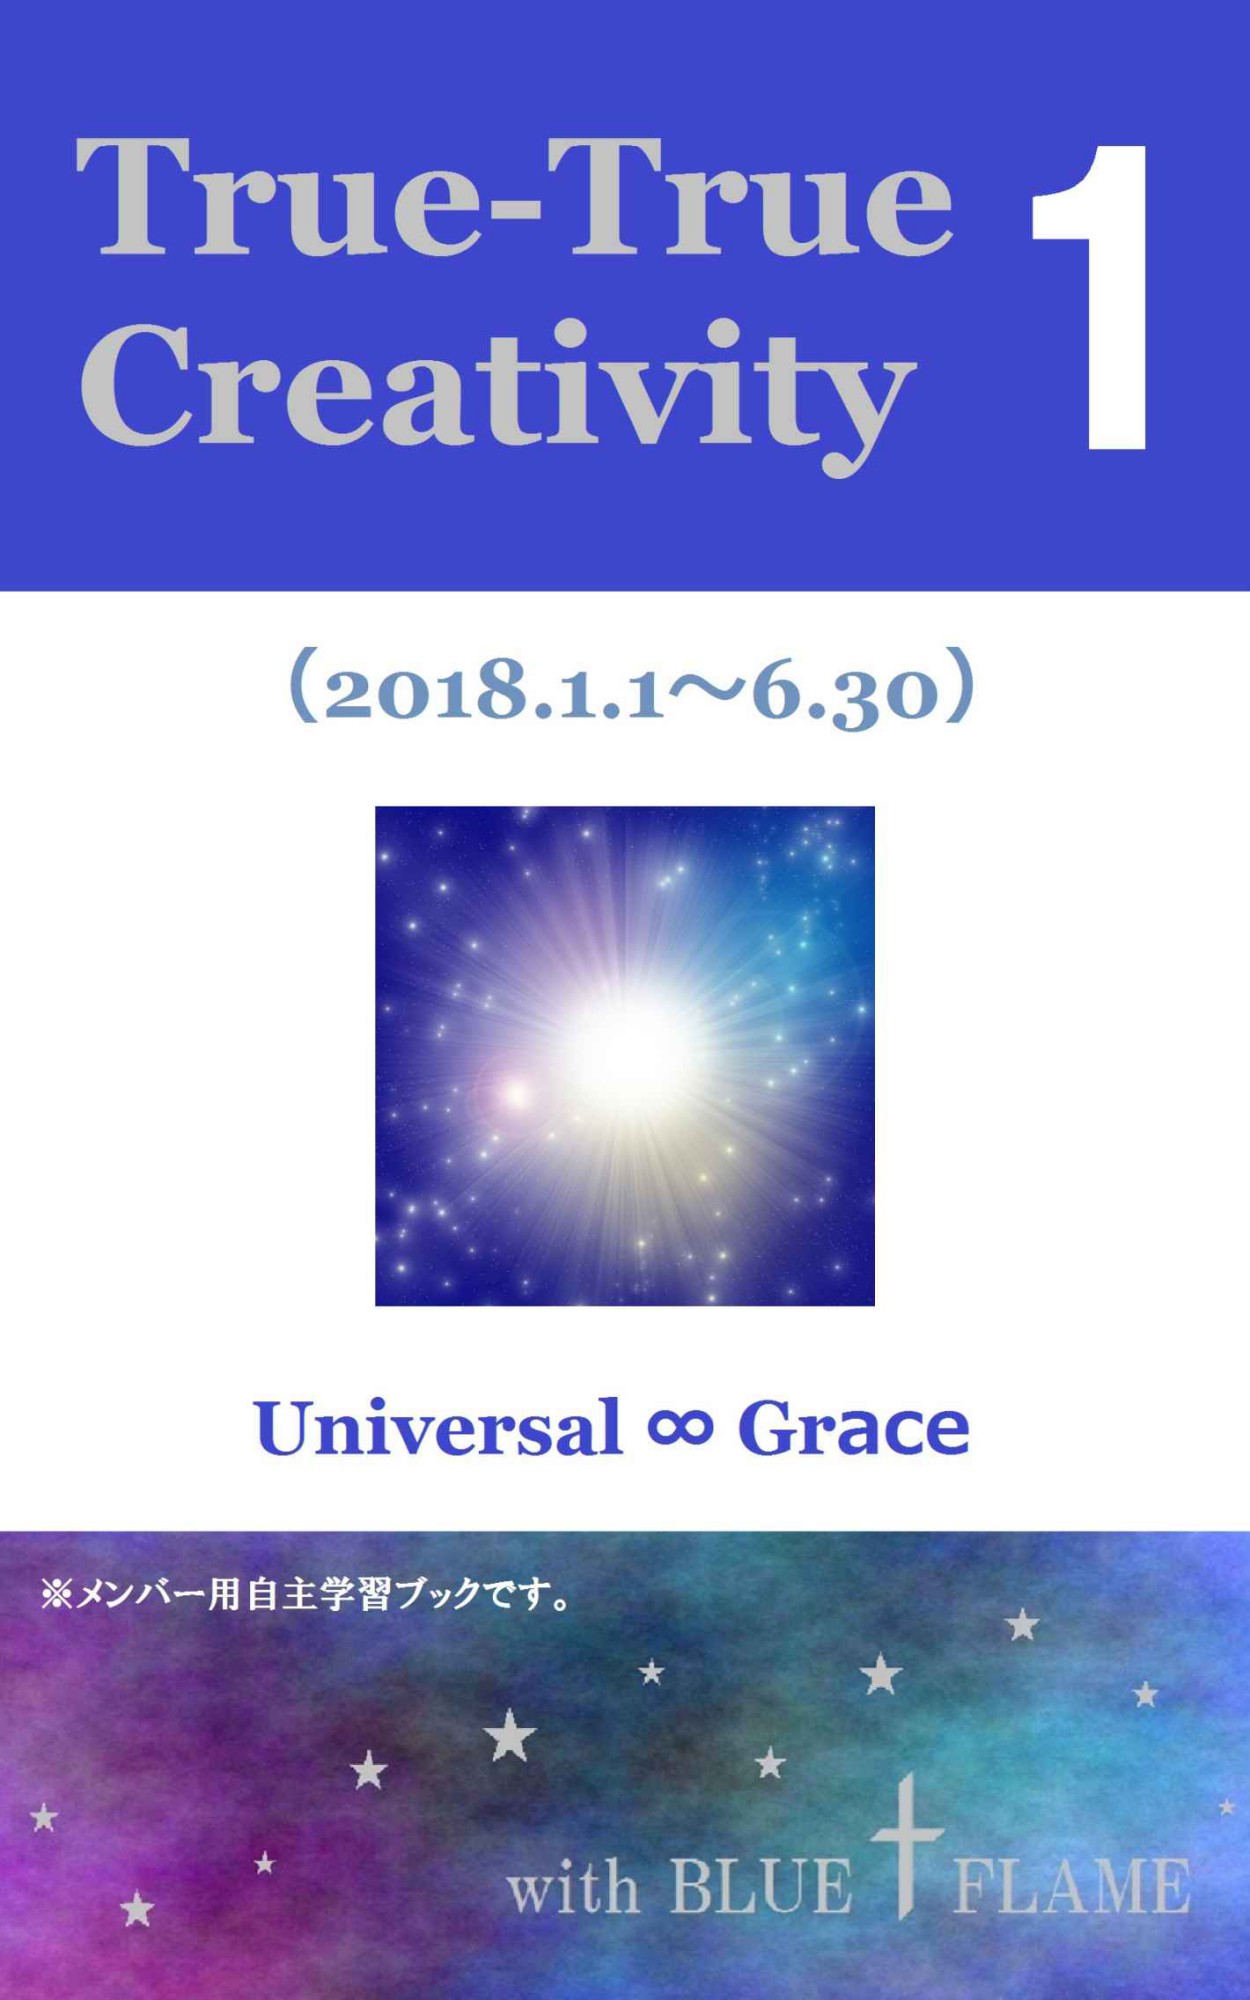 True-True
Creativity
1
（2018.1.1～6.30）
Universal ∞ Grace
※メンバー用自主学習ブックです。
with BLUE†FLAME